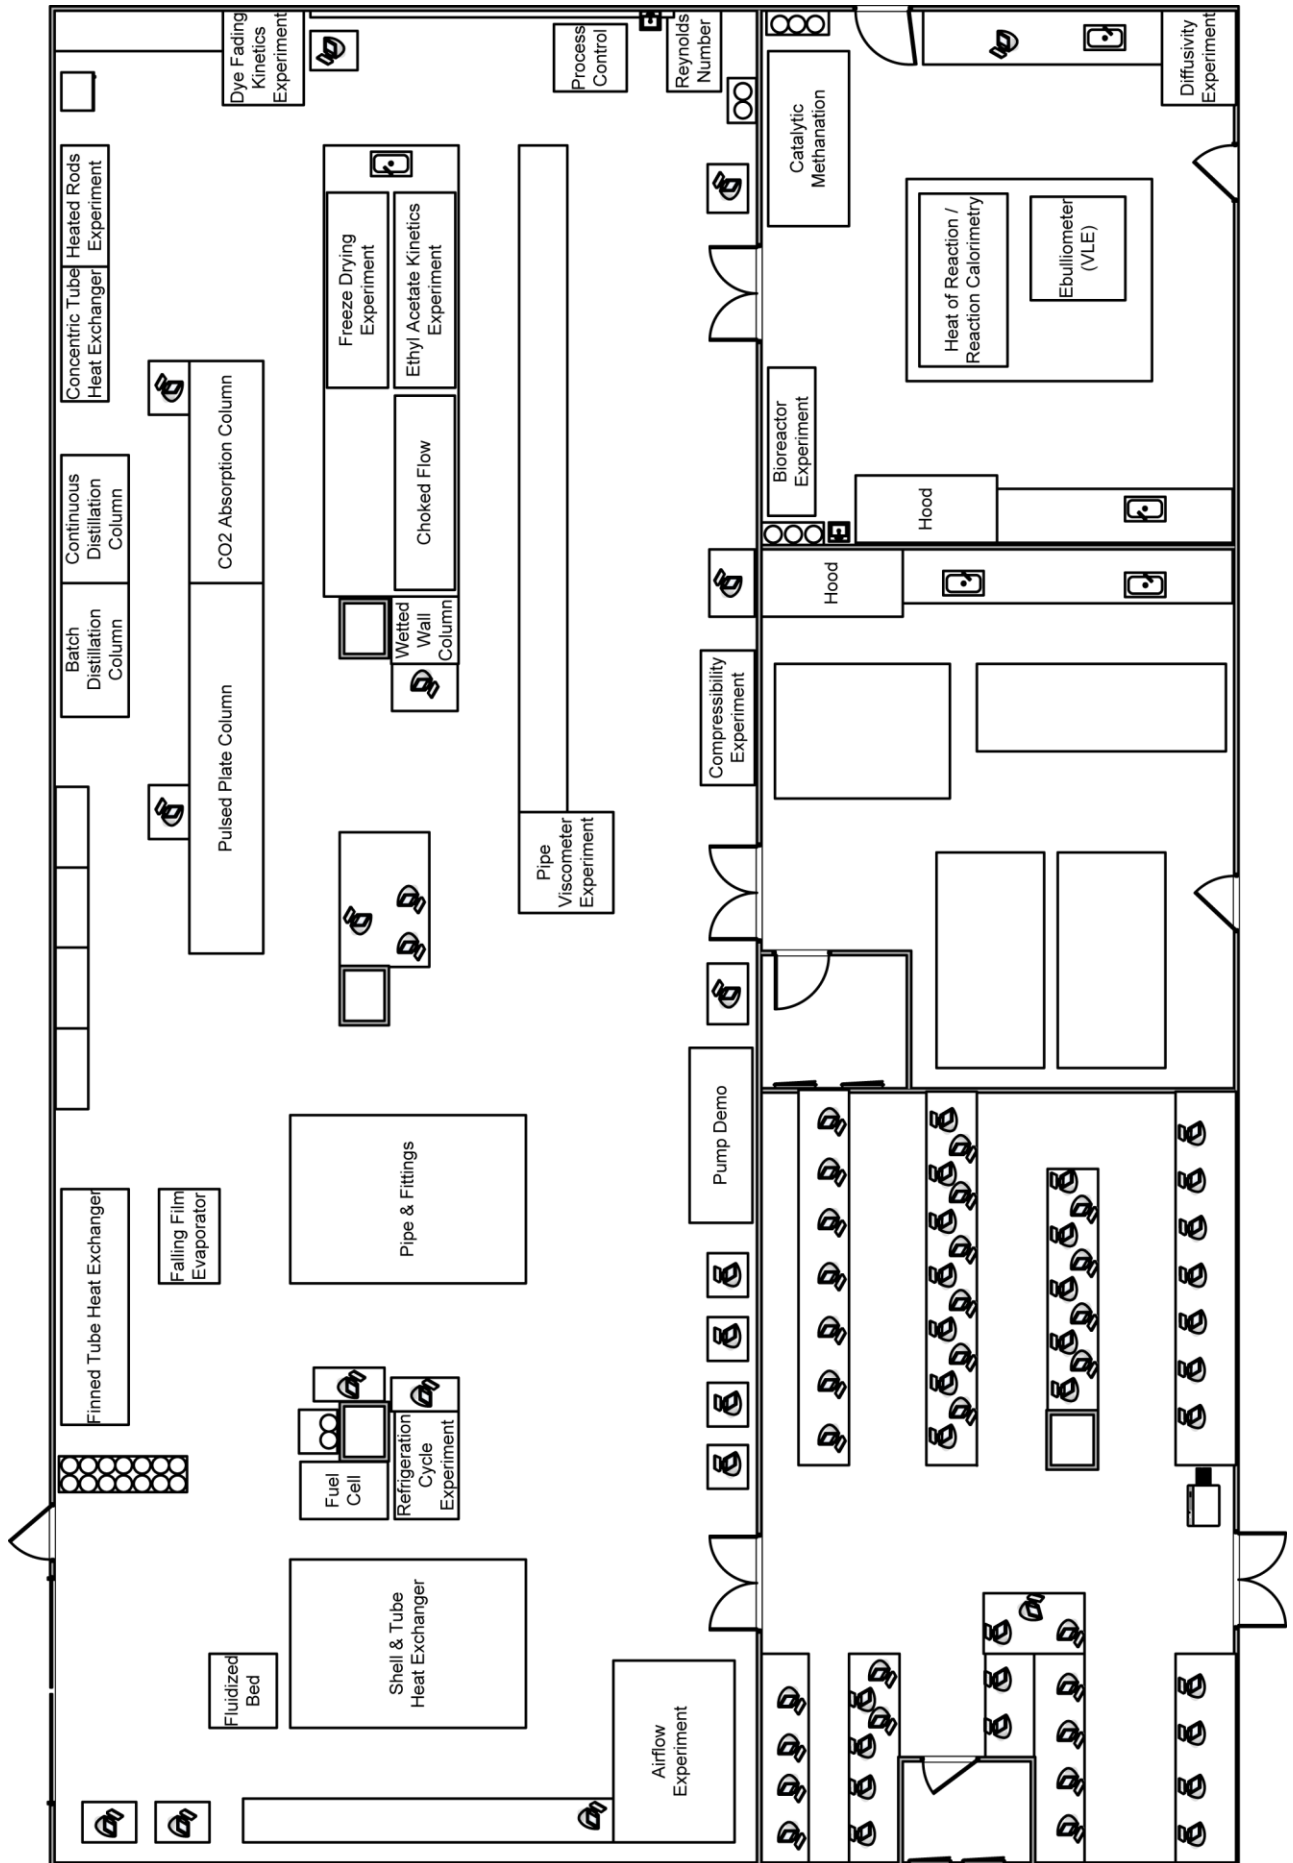 Dye Fading
Kinetics
Experiment
Process
Control
Reynolds
Number
Catalytic
Methanation
Diffusivity
Experiment
Heated Rods
Experiment
Concentric Tube
Heat Exchanger
Freeze Drying
Experiment
Ethyl Acetate Kinetics
Experiment
Heat of Reaction /
Reaction Calorimetry
Ebulliometer
(VLE)
Continuous
Distillation
Column
CO2 Absorption Column
Choked Flow
Bioreactor
Experiment
Hood
Batch
Distillation
Column
Pulsed Plate Column
Wetted
Wall
Column
Compressibility
Experiment
Hood
Pipe
Viscometer
Experiment
Finned Tube Heat Exchanger
Falling Film
Evaporator
Pipe & Fittings
Pump Demo
Fuel
Cell
Refrigeration
Cycle
Experiment
Fluidized
Bed
Shell & Tube
Heat Exchanger
Airflow
Experiment